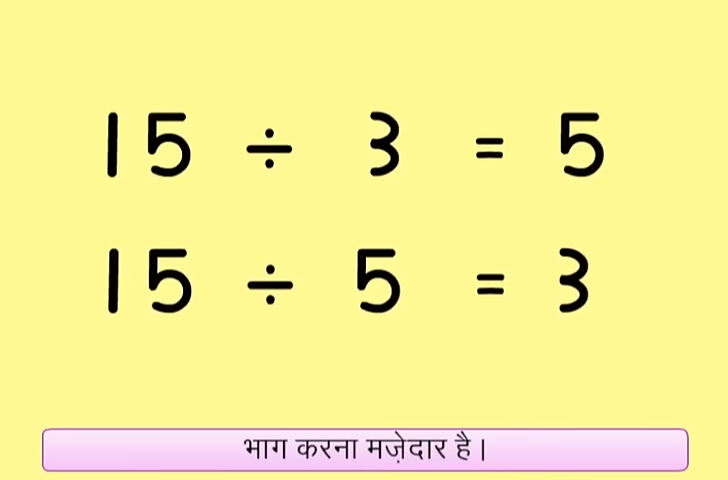 15 ÷ 3 = 5
15 ÷ 5 = 3
भाग करना मज़ेदार है।